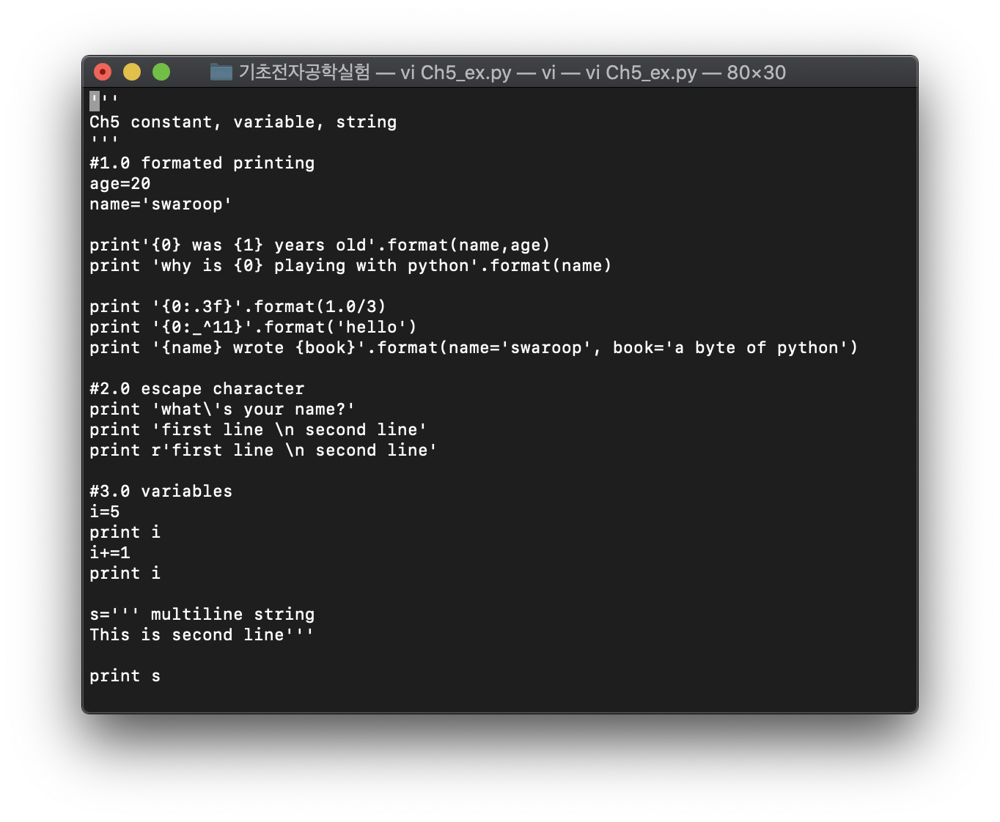 기초전자공학실험 — vi Ch5_ex.py — vi — vi Ch5_ex.py — 80×30
'''
Ch5 constant, variable, string
'''
#1.0 formated printing
age=20
name='swaroop'
print'{0} was {1} years old'.format(name,age)
print 'why is {0} playing with python'.format(name)
print '{0:.3f}'.format(1.0/3)
print '{0:_^11}'.format('hello')
print '{name} wrote {book}'.format(name='swaroop', book='a byte of python')
#2.0 escape character
print 'what\'s your name?'
print 'first line \n second line'
print r'first line \n second line'
#3.0 variables
i=5
print i
i+=1
print i
s=''' multiline string
This is second line'''
print s